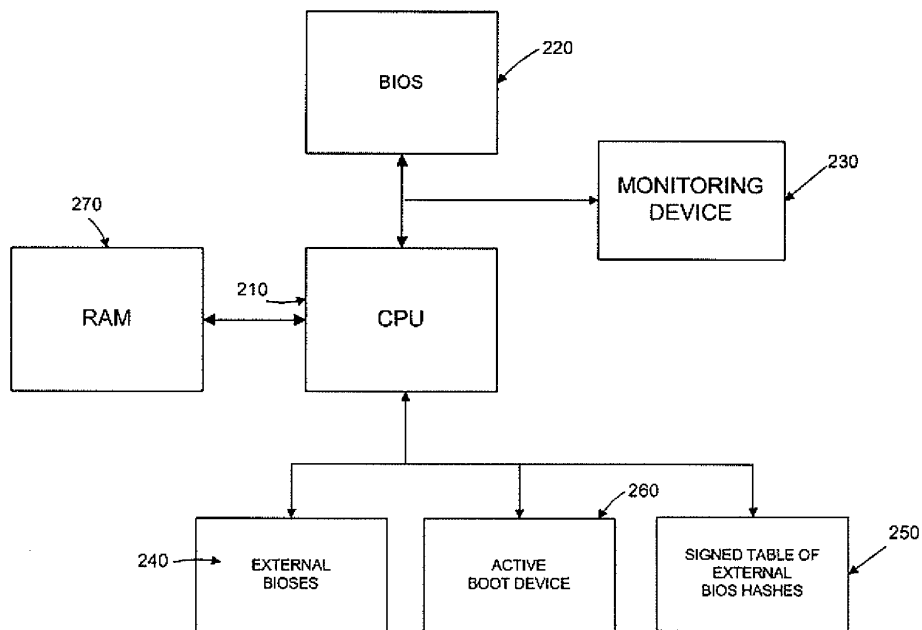 BIOS
220
MONITORING
DEVICE
230
270
RAM
210
CPU
240
EXTERNAL
BIOSES
260
ACTIVE
BOOT DEVICE
SIGNED TABLE OF
EXTERNAL
BIOS HASHES
250